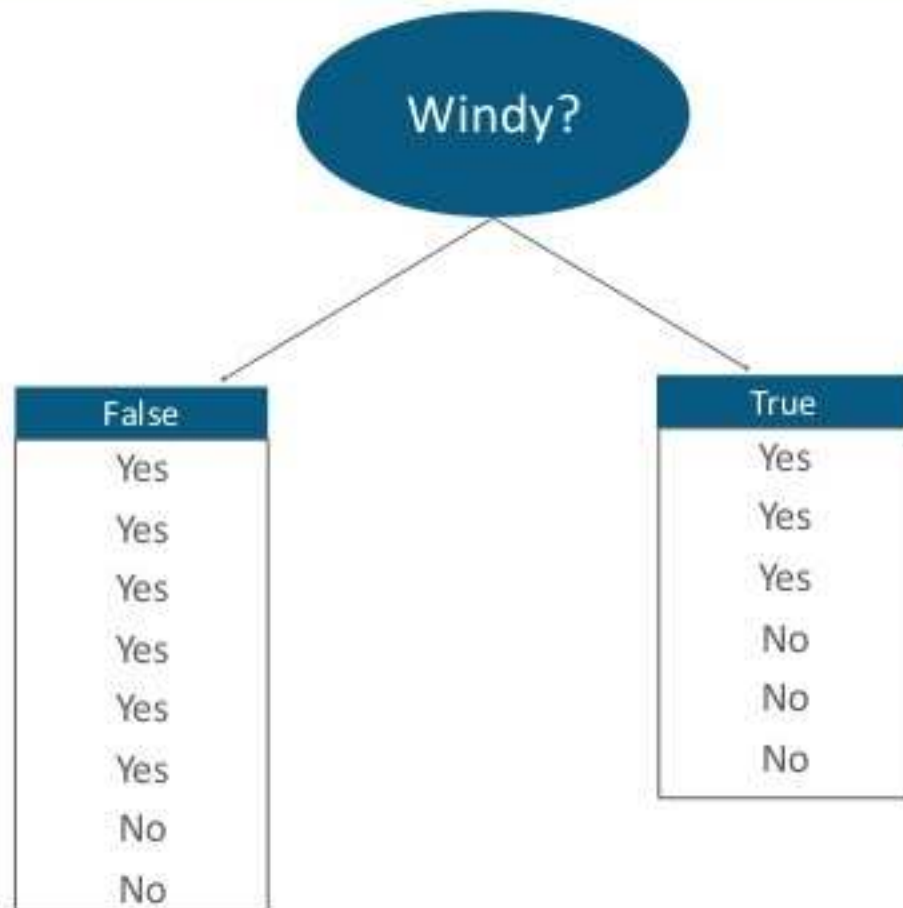 Windy?
False
Yes
Yes
Yes
Yes
Yes
Yes
No
No
True
Yes
Yes
Yes
No
No
No